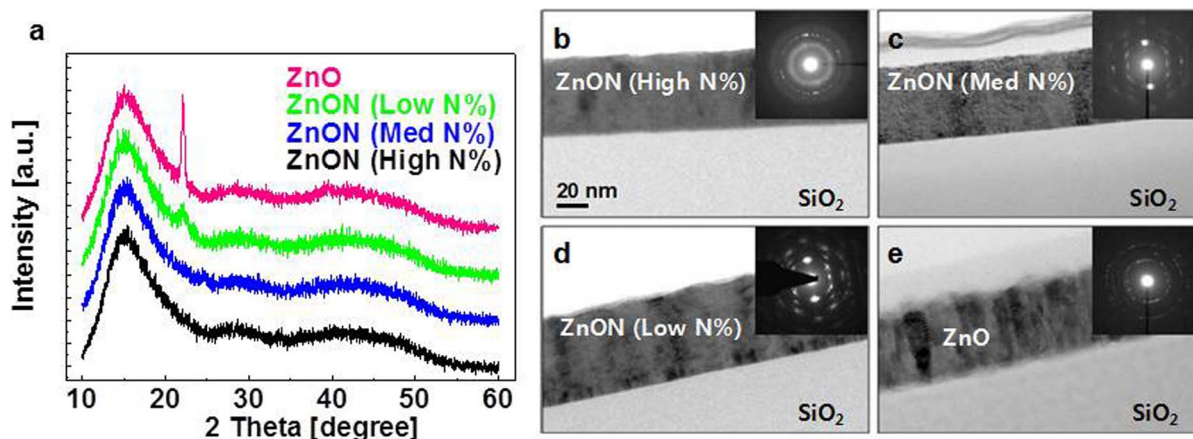 a
Intensity [a.u.]
ZnO
ZnON (Low N%)
ZnON (Med N%)
ZnON (High N%)
10 20 30 40 50 60
2 Theta [degree]
b
ZnON (High N%)
20 nm
SiO2
c
ZnON (Med N%)
SiO2
d
ZnON (Low N%)
SiO2
e
ZnO
SiO2